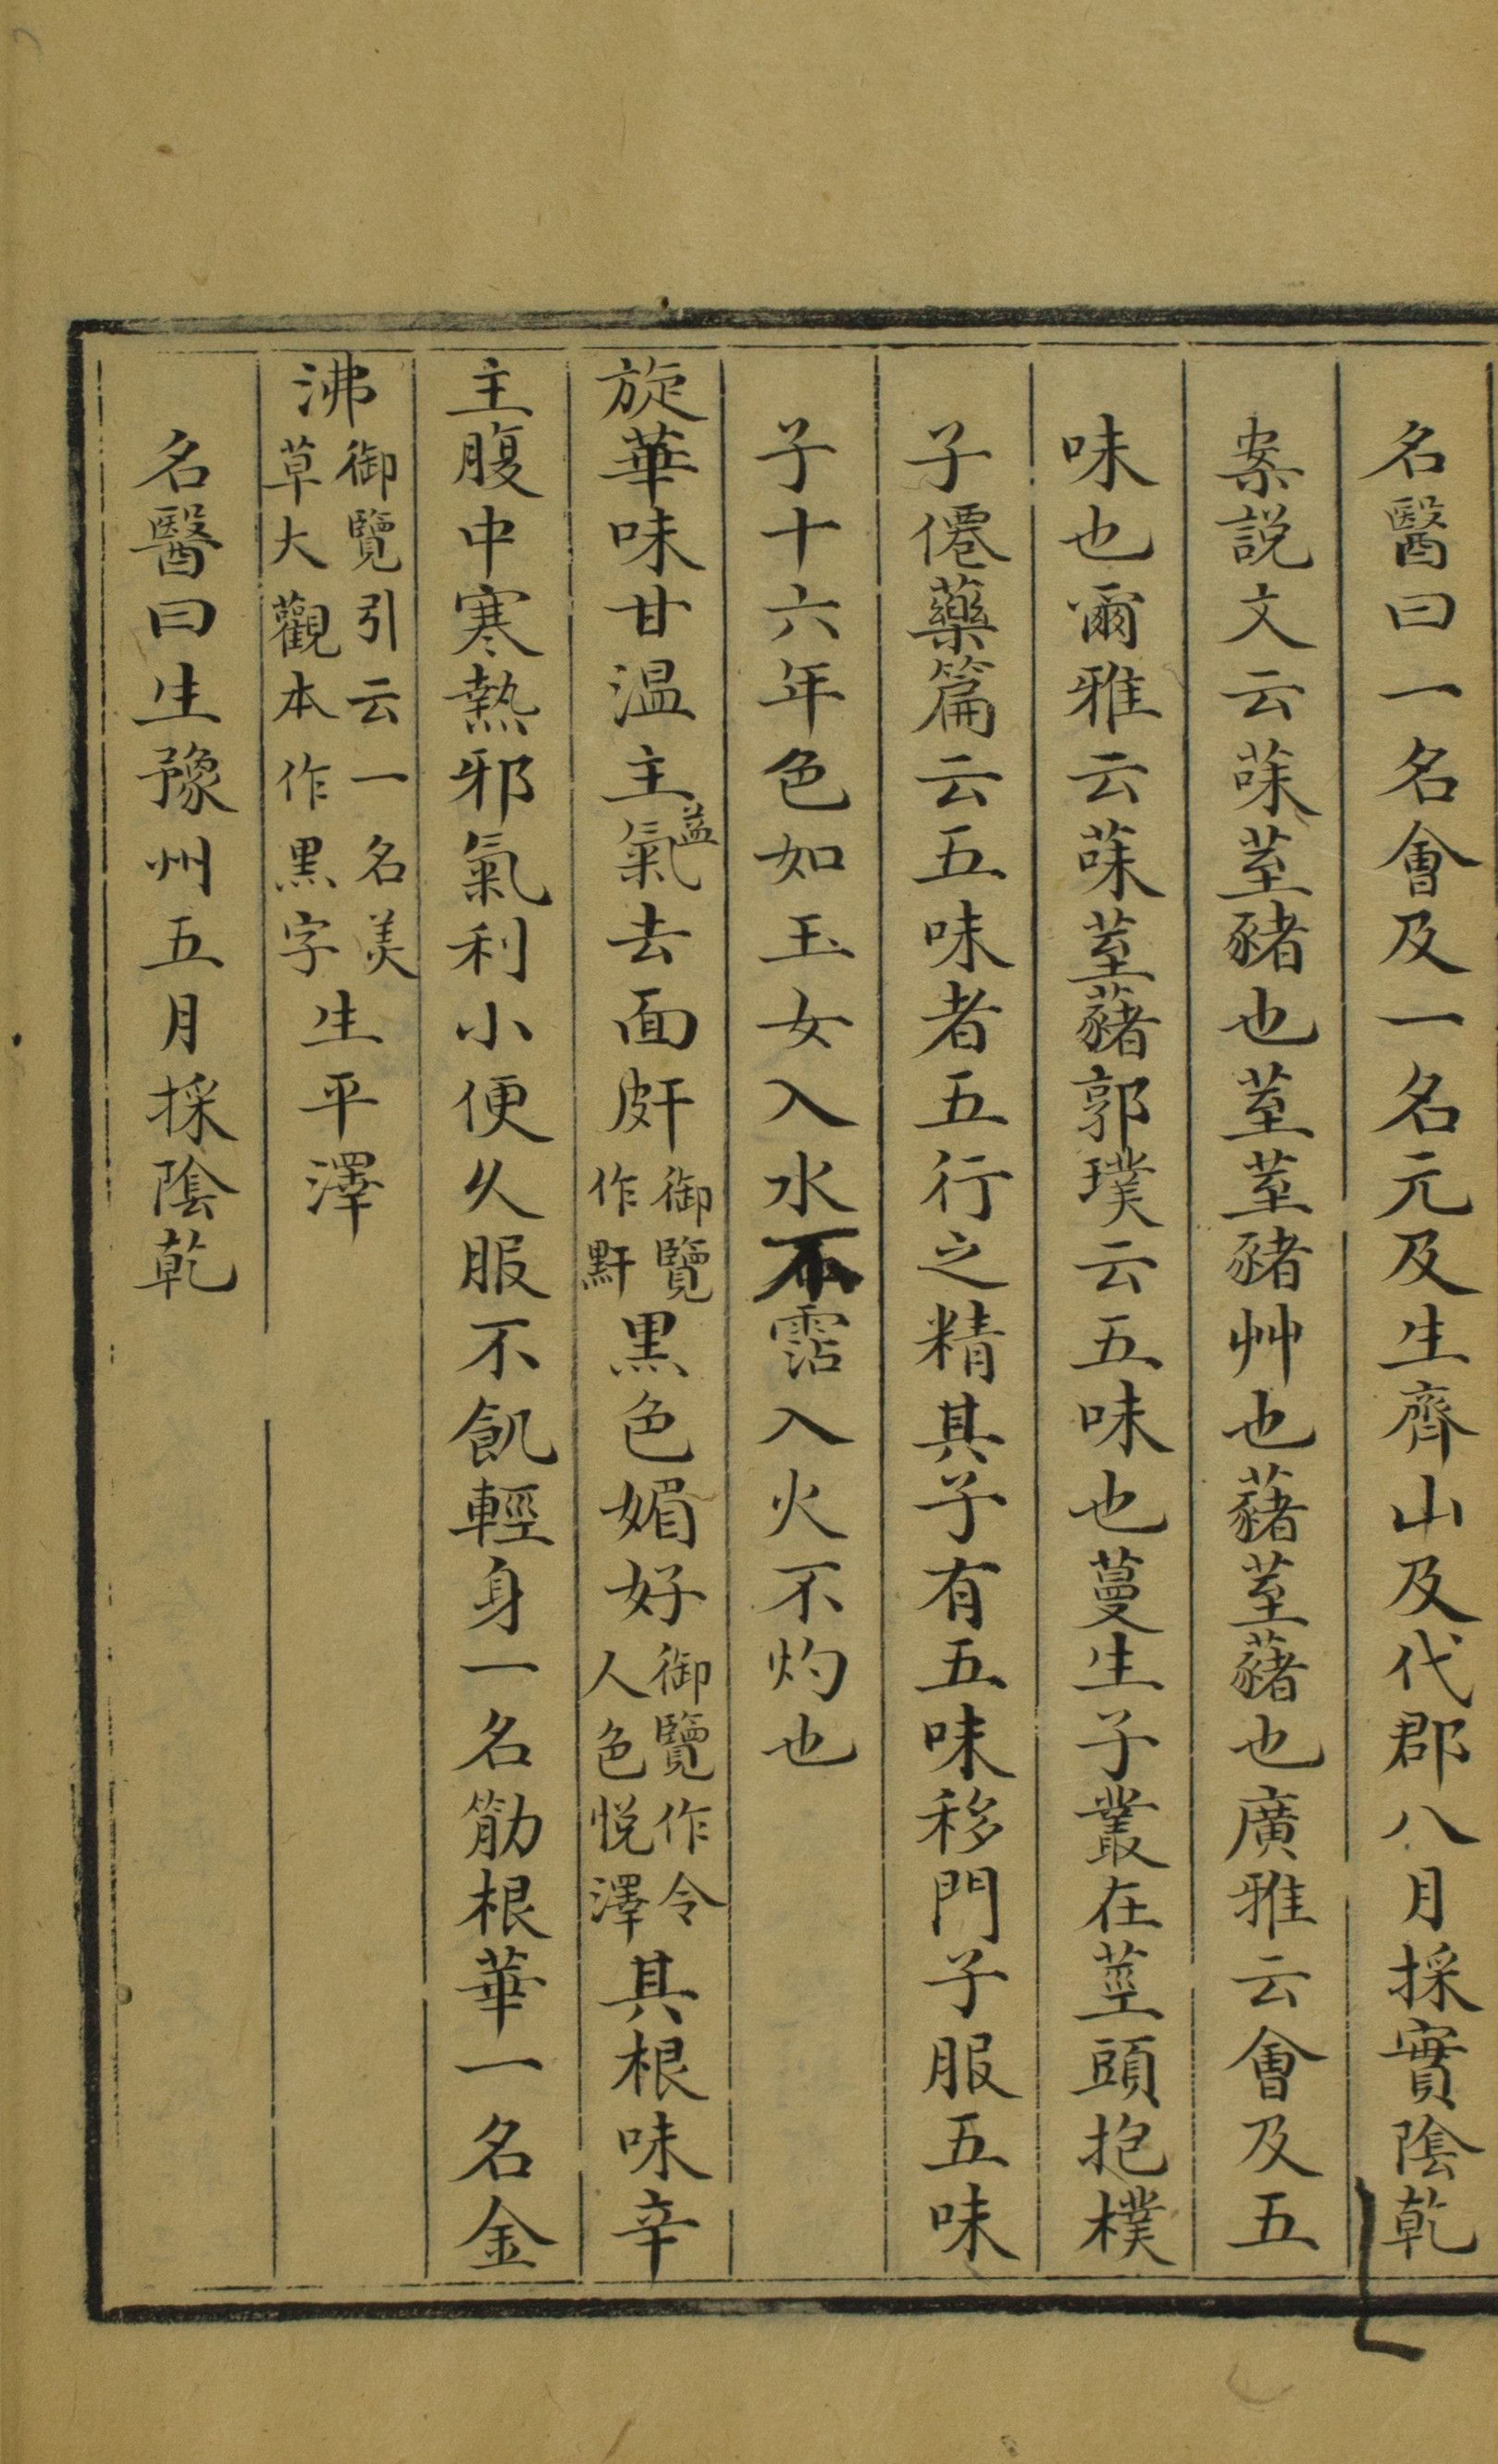 名醫曰一名會及一名元及生齊山及代郡八月採實陰乾
案説文云菋荎豬也荎荎豬艸也藸荎藸也廣雅云會及五
味也爾雅云菋荎藸郭璞云五味也蔓生子叢在莖頭抱樸
子僊藥篇云五味者五行之精其子有五味移門子服五味
子十六年色如玉女入水不霑入火不灼也
旋華味甘温主益氣去面皯御覽作䵟黒色媚好御覽作令人色悦澤其根味辛
主腹中寒熱邪氣利小便久服不飢輕身一名筋根華一名金
沸御覽引云一名美草大觀本作黒字生平澤
名醫曰生豫州五月採陰乾